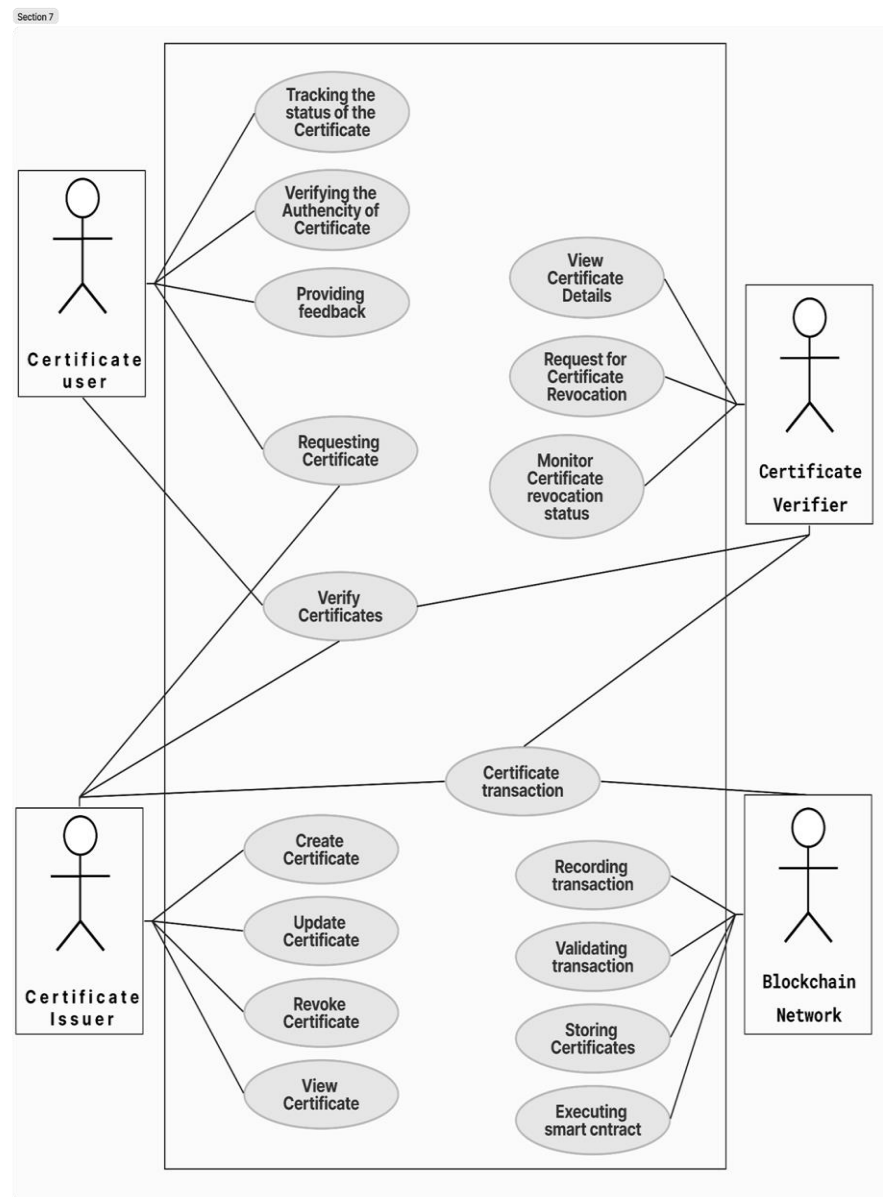 Section 7
Tracking the
status of the
Certificate
Verifying the
Authencity of
Certificate
Providing
feedback
Certificate
user
View
Certificate
Details
Request for
Certificate
Revocation
Requesting
Certificate
Monitor
Certificate
revocation
status
Certificate
Verifier
Verify
Certificates
Certificate
transaction
Create
Certificate
Update
Certificate
Revoke
Certificate
View
Certificate
Certificate
Issuer
Recording
transaction
Validating
transaction
Storing
Certificates
Executing
smart cntract
Blockchain
Network